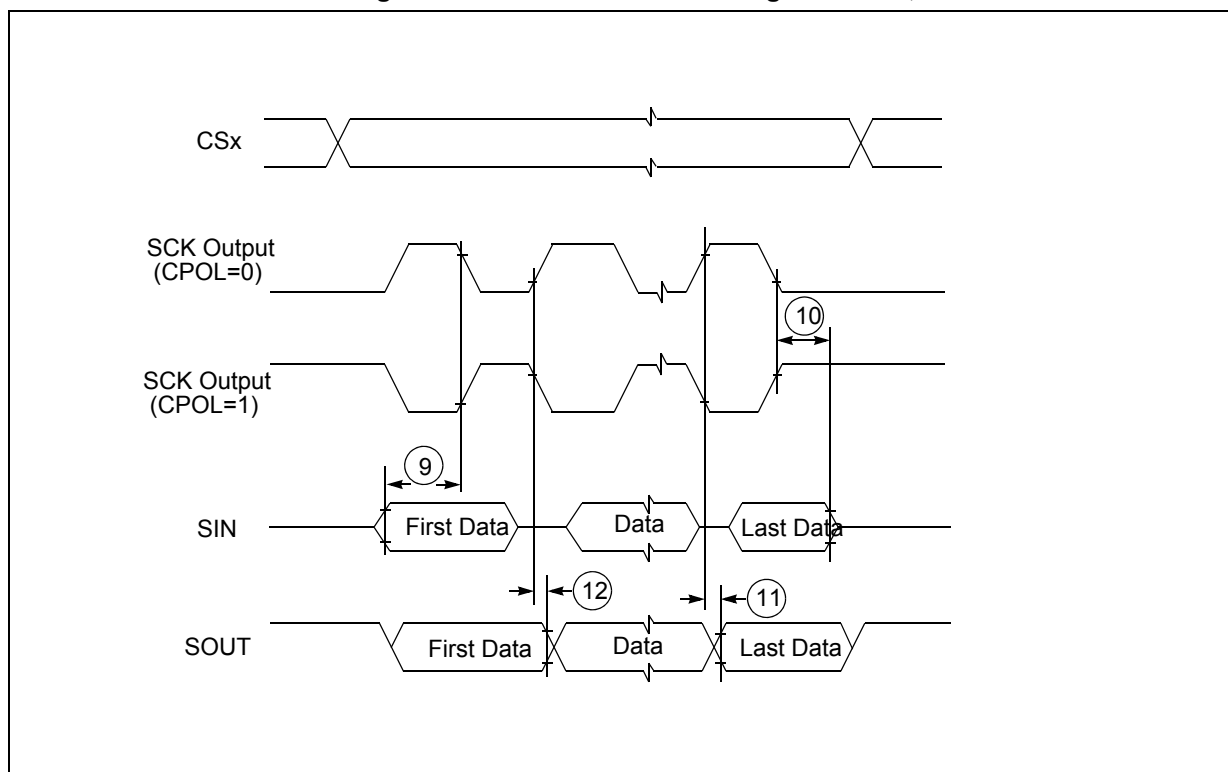 CSx
SCK Output
(CPOL=0)
10
SCK Output
(CPOL=1)
9
SIN
First Data
Data
Last Data
12
11
SOUT
First Data
Data
Last Data